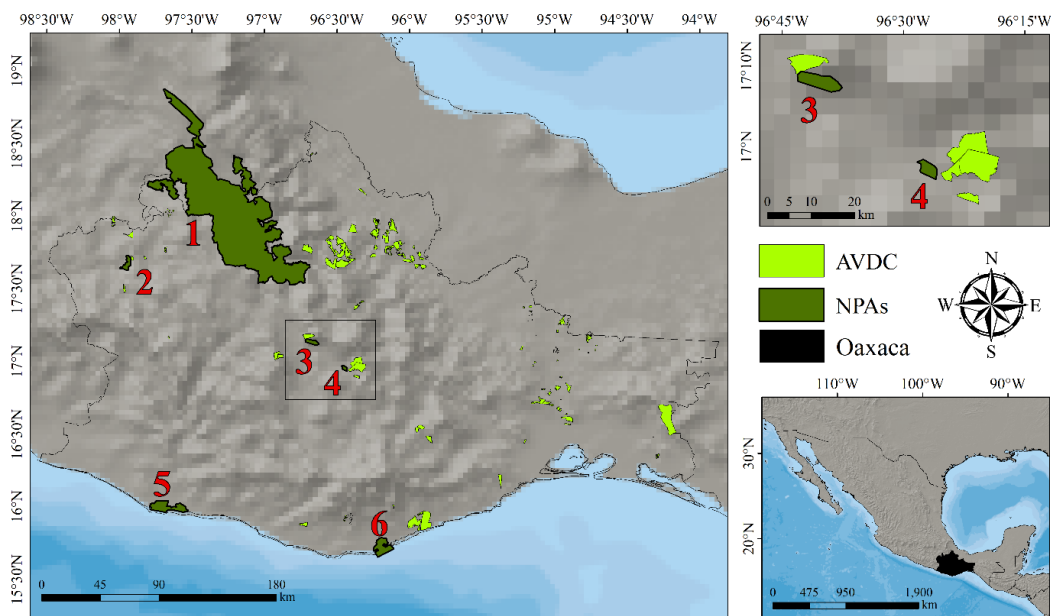 98°30'W 98°W 97°30'W 97°W 96°30'W 96°W 95°30'W 95°W 94°30'W 94°W
19°N
18°30'N
18°N
17°30'N
17°N
16°30'N
16°N
15°30'N
1
2
3
4
5
6
0 45 90 180
km
96°45'W 96°30'W 96°15'W
17°10'N
17°N
3
4
0 5 10 20
km
AVDC
NPAs
Oaxaca
N
W E
S
110°W 100°W 90°W
30°N
20°N
0 475 950 1,900
km